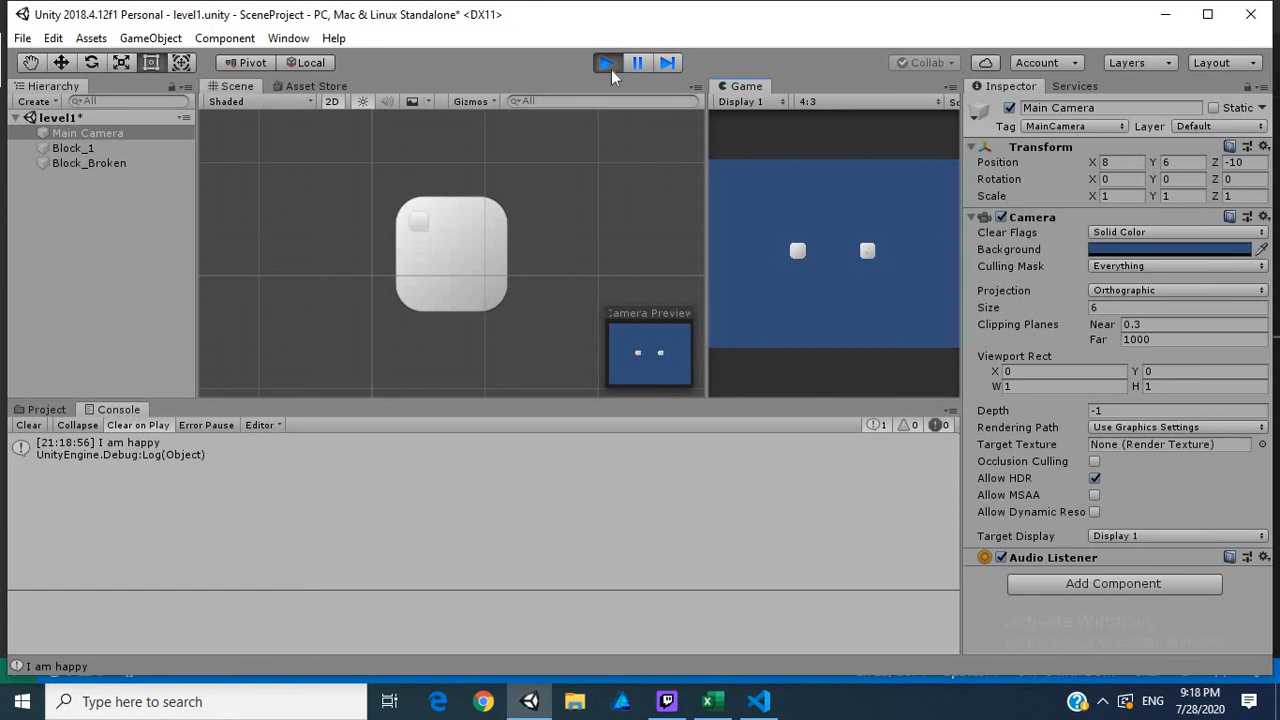 Unity 2018.4.12f1 Personal - level1.unity - SceneProject - PC, Mac & Linux Standalone* <DX11>
File Edit Assets GameObject Component Window Help
Pivot Local Collab Account Layers Layout
Hierarchy
Create All
level1*
Main Camera
Block_1
Block_Broken
Scene Asset Store
Shaded 2D Gizmos All
Camera Preview
Game
Display 1 4:3 Sc
Inspector Services
Main Camera Static
Tag MainCamera Layer Default
Transform
Position X 8 Y 6 Z -10
Rotation X 0 Y 0 Z 0
Scale X 1 Y 1 Z 1
Camera
Clear Flags Solid Color
Background
Culling Mask Everything
Projection Orthographic
Size 6
Clipping Planes Near 0.3
Far 1000
Viewport Rect
X 0 Y 0
W 1 H 1
Depth -1
Rendering Path Use Graphics Settings
Target Texture None (Render Texture)
Occlusion Culling
Allow HDR
Allow MSAA
Allow Dynamic Reso
Target Display Display 1
Audio Listener
Add Component
Activate Windows
Project Console
Clear Collapse Clear on Play Error Pause Editor 1 0 0
[21:18:56] I am happy
UnityEngine.Debug:Log(Object)
I am happy
Type here to search
ENG
9:18 PM
7/28/2020